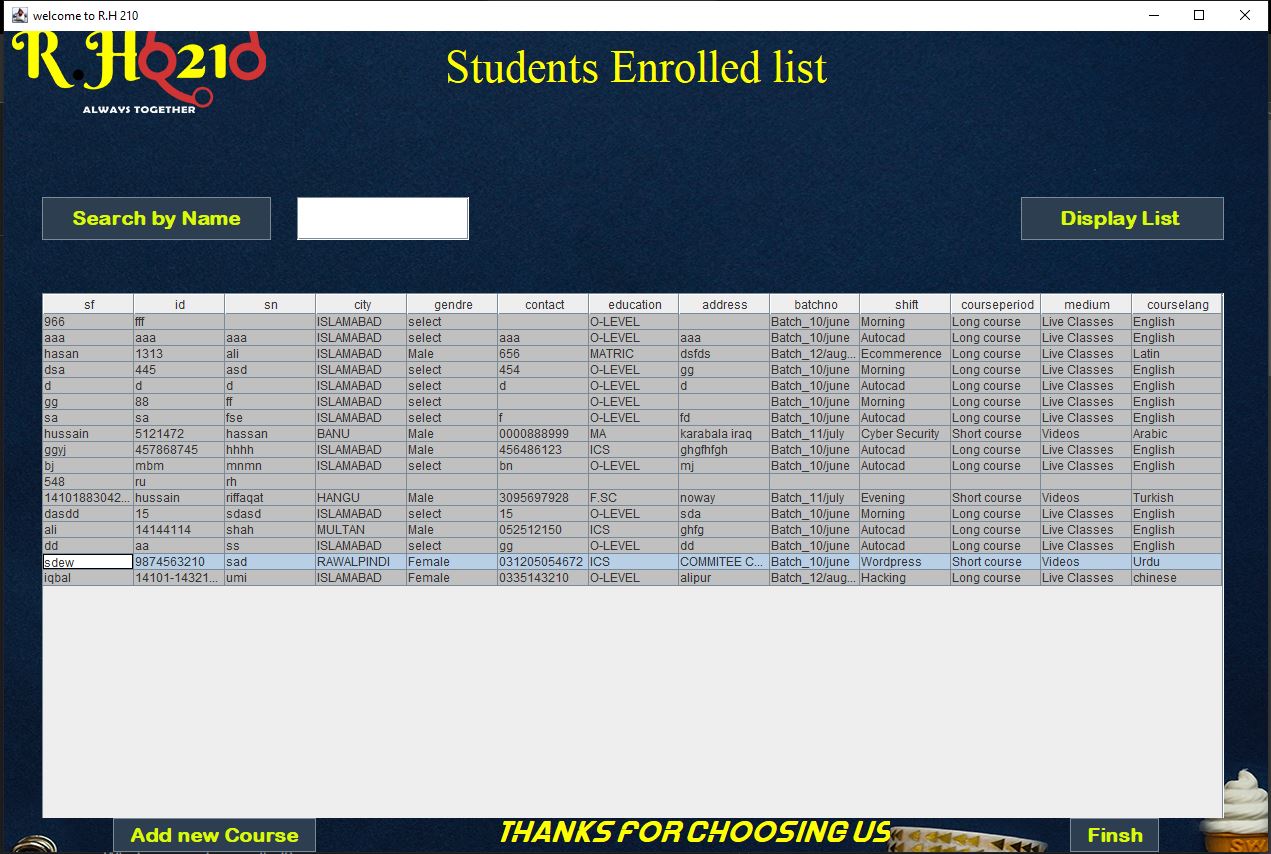 welcome to R.H 210
R.H 210
ALWAYS TOGETHER
Students Enrolled list
Search by Name
Display List
sf id sn city gendre contact education address batchno shift courseperiod medium courselang
966 fff ISLAMABAD select O-LEVEL Batch_10/june Morning Long course Live Classes English
aaa aaa aaa ISLAMABAD select aaa O-LEVEL aaa Batch_10/june Autocad Long course Live Classes English
hasan 1313 ali ISLAMABAD Male 656 MATRIC dsfds Batch_12/aug... Ecommerence Long course Live Classes Latin
dsa 445 asd ISLAMABAD select 454 O-LEVEL gg Batch_10/june Morning Long course Live Classes English
d d d ISLAMABAD select d O-LEVEL d Batch_10/june Autocad Long course Live Classes English
gg 88 ff ISLAMABAD select O-LEVEL Batch_10/june Morning Long course Live Classes English
sa sa fse ISLAMABAD select f O-LEVEL fd Batch_10/june Autocad Long course Live Classes English
hussain 5121472 hassan BANU Male 0000888999 MA karabala iraq Batch_11/july Cyber Security Short course Videos Arabic
ggyj 457868745 hhhh ISLAMABAD Male 456486123 ICS ghgfhfgh Batch_10/june Autocad Long course Live Classes English
bj mbm mnmn ISLAMABAD select bn O-LEVEL mj Batch_10/june Autocad Long course Live Classes English
548 ru rh
14101883042... hussain riffaqat HANGU Male 3095697928 F.SC noway Batch_11/july Evening Short course Videos Turkish
dasdd 15 sdasd ISLAMABAD select 15 O-LEVEL sda Batch_10/june Morning Long course Live Classes English
ali 14144114 shah MULTAN Male 052512150 ICS ghfg Batch_10/june Autocad Long course Live Classes English
dd aa ss ISLAMABAD select gg O-LEVEL dd Batch_10/june Autocad Long course Live Classes English
sdew 9874563210 sad RAWALPINDI Female 031205054672 ICS COMMITEE C... Batch_10/june Wordpress Short course Videos Urdu
iqbal 14101-14321... umi ISLAMABAD Female 0335143210 O-LEVEL alipur Batch_12/aug... Hacking Long course Live Classes chinese
Add new Course
THANKS FOR CHOOSING US
Finsh